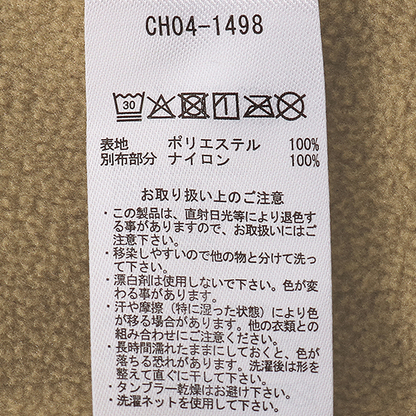 CH04-1498
30
表地 ポリエステル 100%
別布部分 ナイロン 100%
お取り扱い上のご注意
・この製品は、直射日光等により退色す
る事がありますので、お取扱いにはご
注意下さい。
・移染しやすいので他の物と分けて洗っ
て下さい。
・漂白剤は使用しないで下さい。色が変
わる事があります。
・汗や摩擦（特に湿った状態）により色
が移る場合があります。他の衣類との
組み合わせにご注意ください。
・長時間濡れたままにしておくと、色が
落ちる恐れがあります。洗濯後は形を
整えて直ぐに干して下さい。
・タンブラー乾燥はお避け下さい。
・洗濯ネットを使用して下さい。